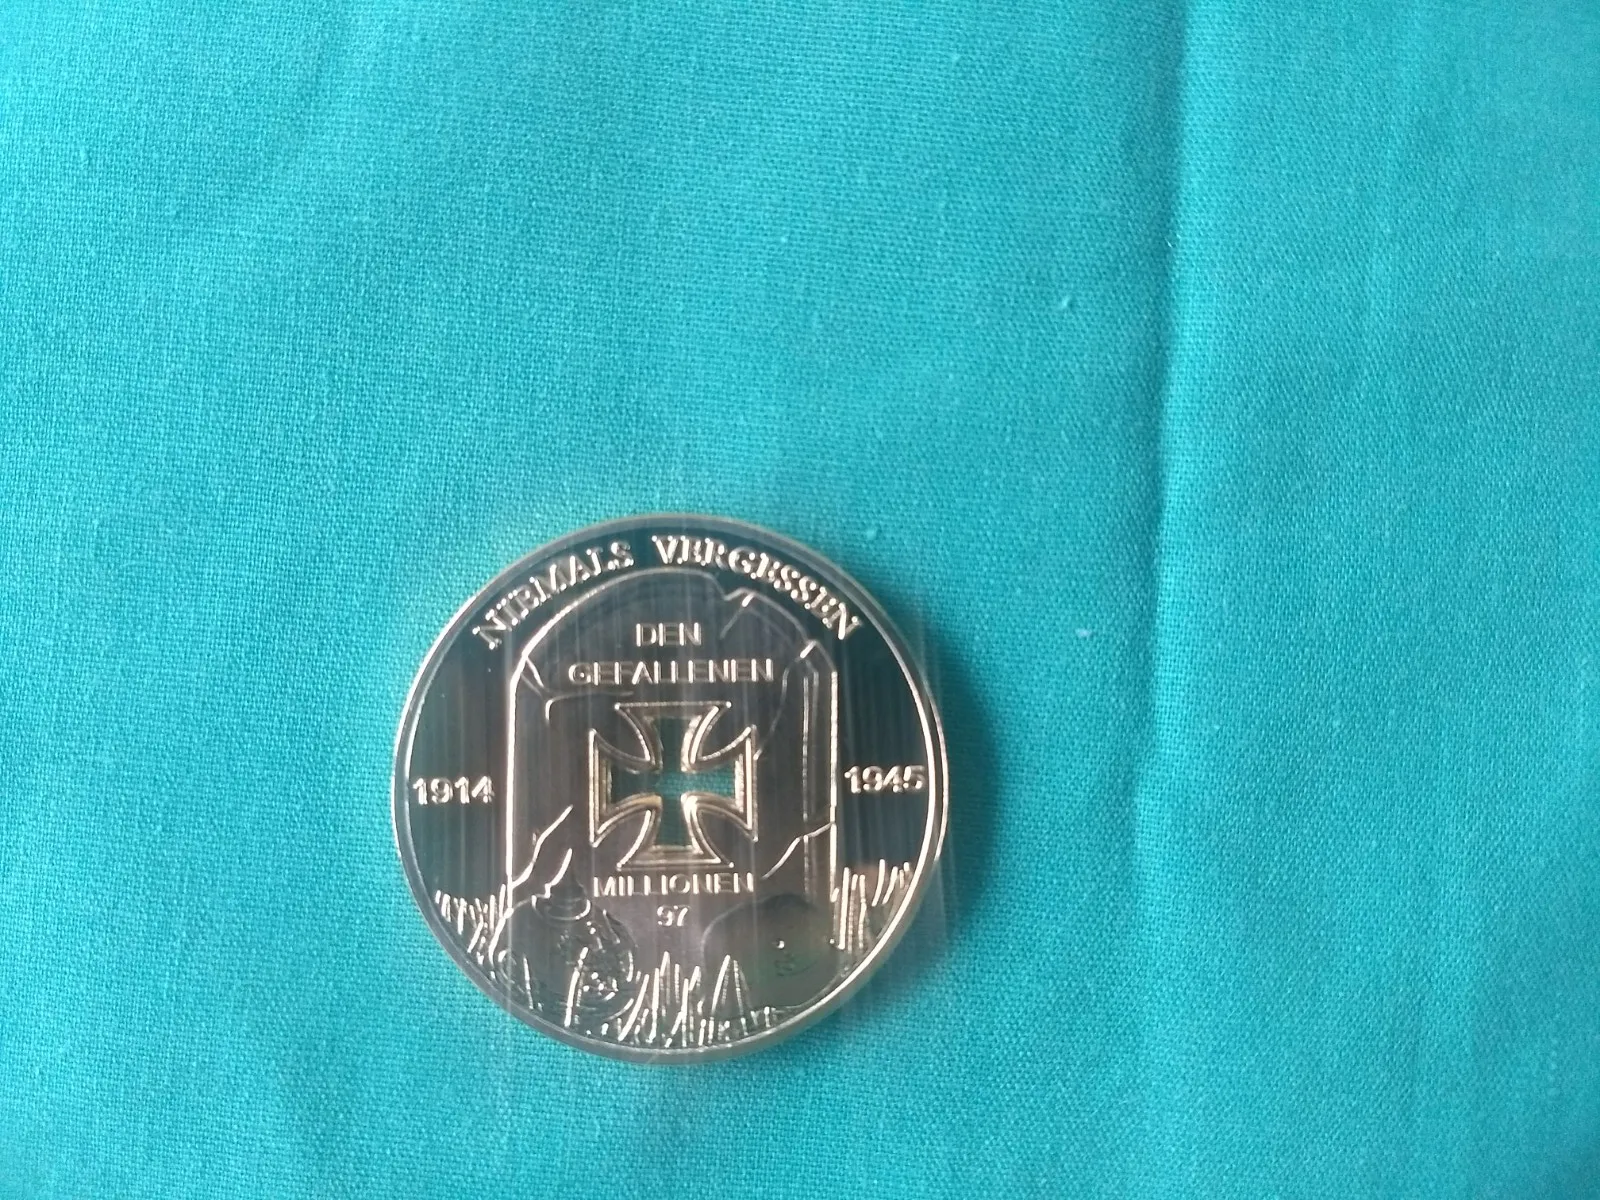 NIEMALS VERGESSEN
DEN
GEFALLENEN
1914
1945
MILLIONEN
97